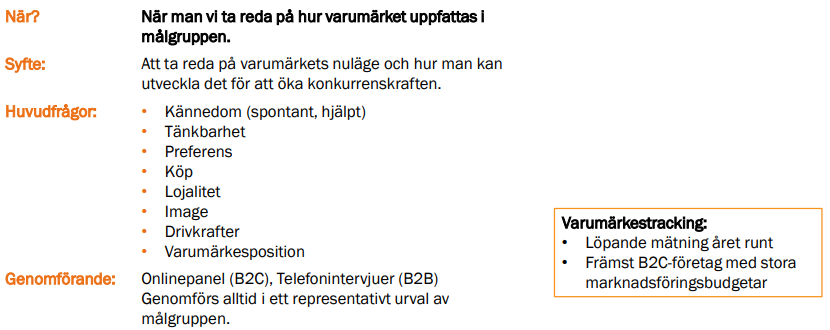 När? När man vi ta reda på hur varumärket uppfattas i
målgruppen.
Syfte: Att ta reda på varumärkets nuläge och hur man kan
utveckla det för att öka konkurrenskraften.
Huvudfrågor: • Kännedom (spontant, hjälpt)
• Tänkbarhet
• Preferens
• Köp
• Lojalitet
• Image
• Drivkrafter
• Varumärkesposition
Genomförande: Onlinepanel (B2C), Telefonintervjuer (B2B)
Genomförs alltid i ett representativt urval av
målgruppen.
Varumärkestracking:
• Löpande mätning året runt
• Främst B2C-företag med stora
marknadsföringsbudgetar